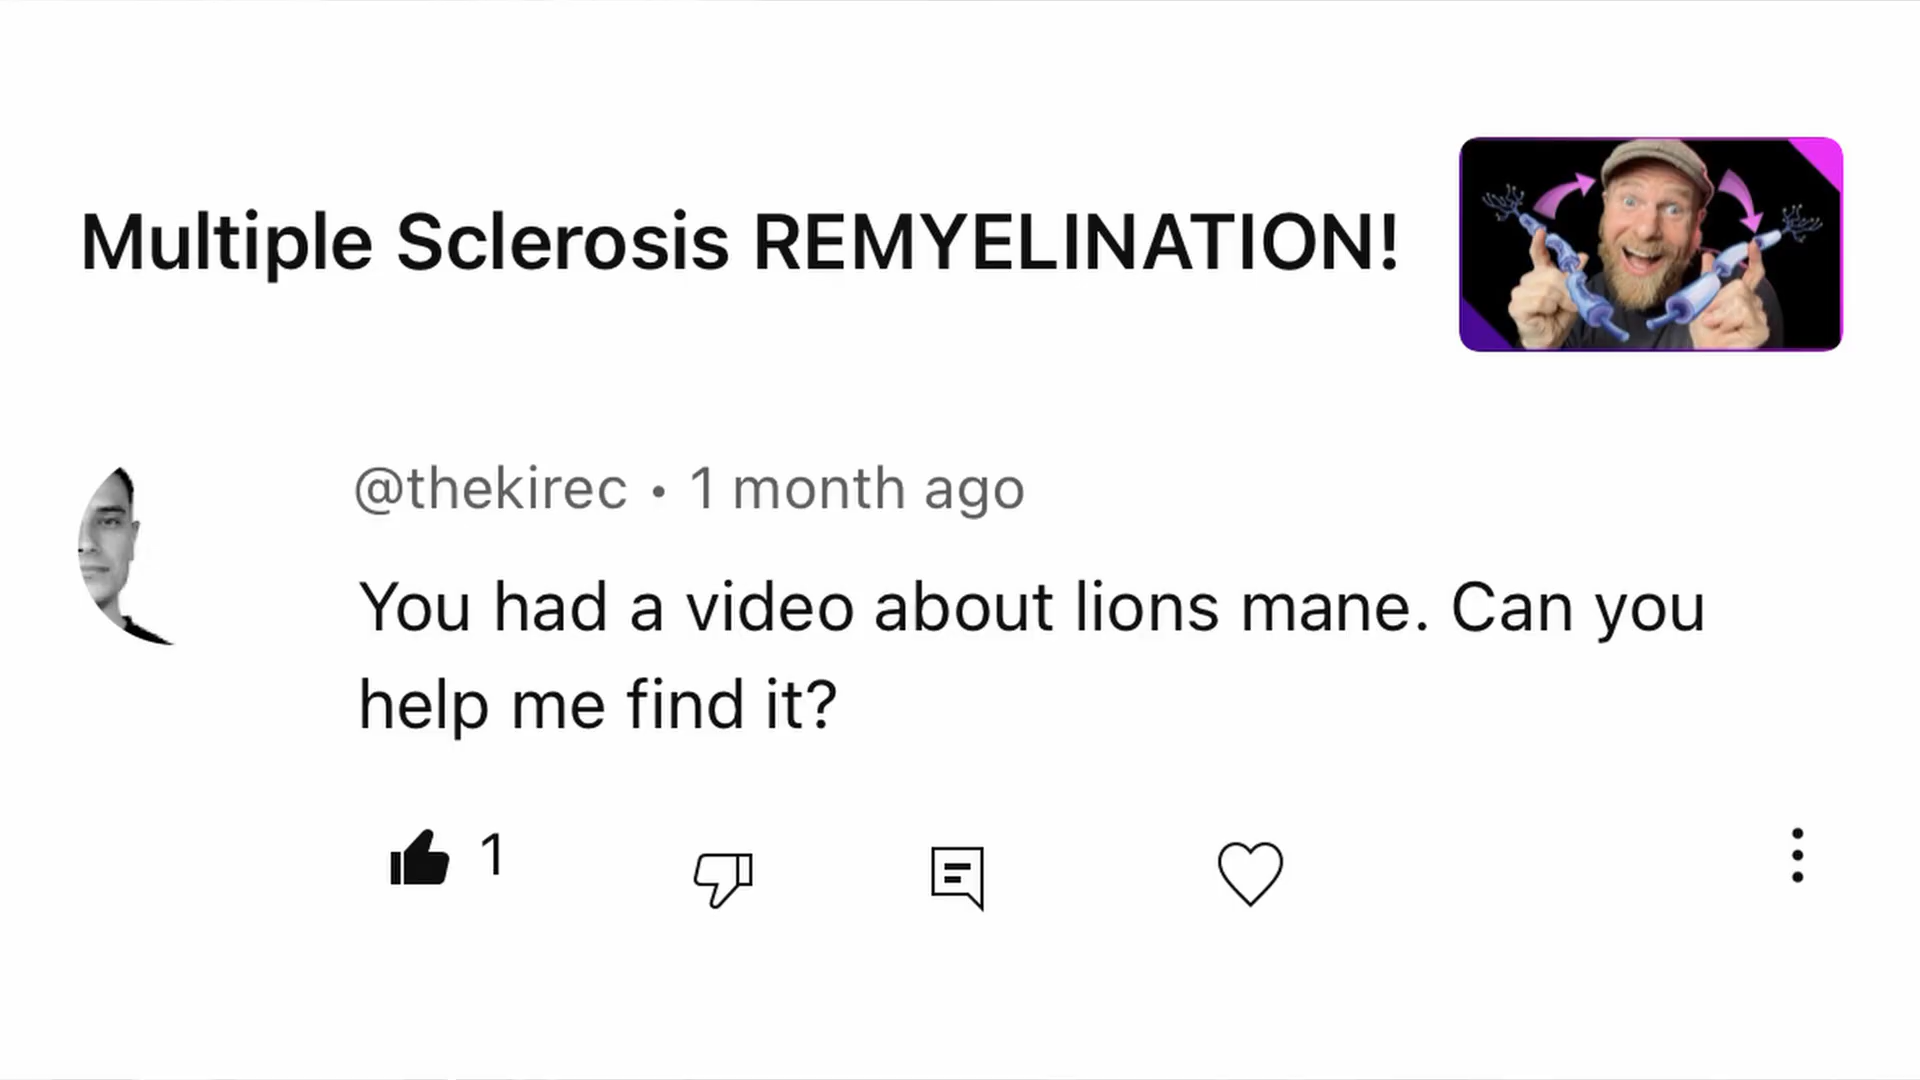 Multiple Sclerosis REMYELINATION!
@thekirec • 1 month ago
You had a video about lions mane. Can you
help me find it?
1